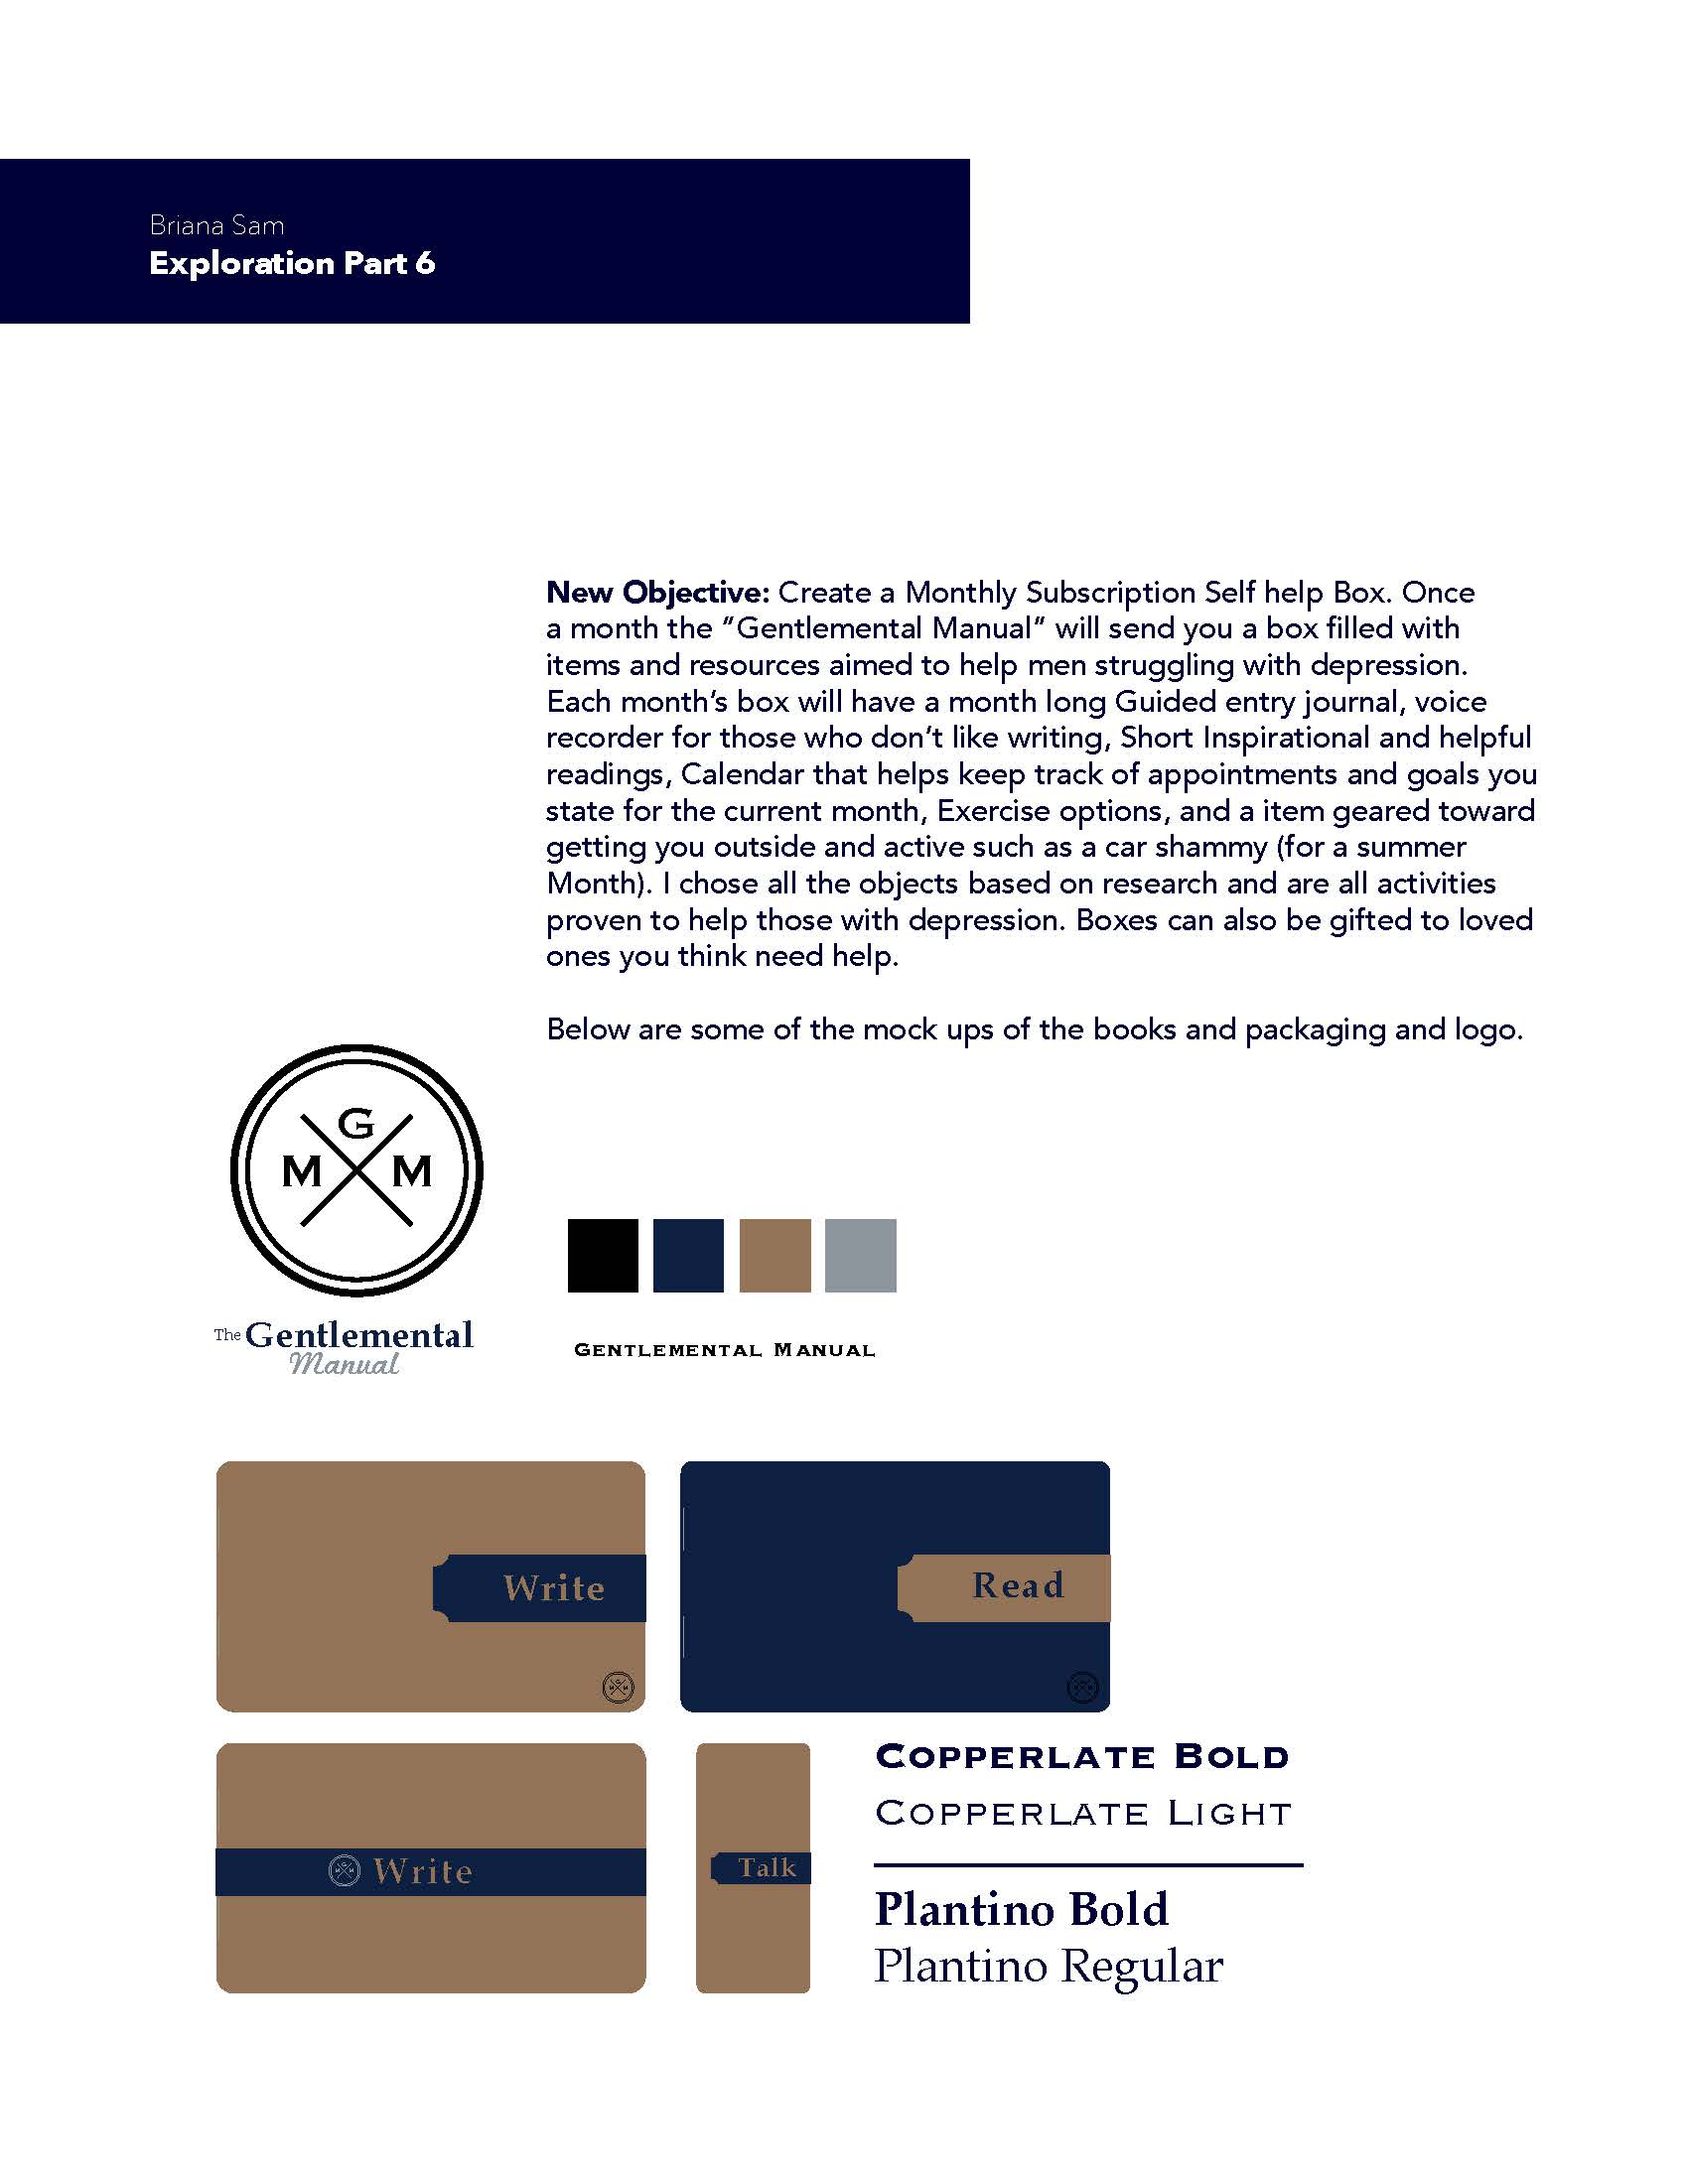 Briana Sam
Exploration Part 6
New Objective: Create a Monthly Subscription Self help Box. Once
a month the "Gentlemental Manual" will send you a box filled with
items and resources aimed to help men struggling with depression.
Each month's box will have a month long Guided entry journal, voice
recorder for those who don't like writing, Short Inspirational and helpful
readings, Calendar that helps keep track of appointments and goals you
state for the current month, Exercise options, and a item geared toward
getting you outside and active such as a car shammy (for a summer
Month). I chose all the objects based on research and are all activities
proven to help those with depression. Boxes can also be gifted to loved
ones you think need help.
Below are some of the mock ups of the books and packaging and logo.
G
M M
The Gentlemental
Manual
GENTLEMENTAL MANUAL
Write
G
M M
Read
G
M M
G
M M
Write
Talk
COPPERLATE BOLD
COPPERLATE LIGHT
Plantino Bold
Plantino Regular